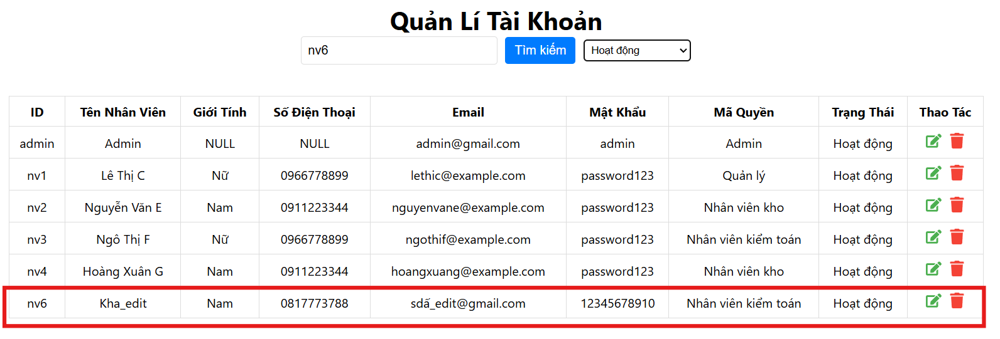 Quản Lí Tài Khoản
nv6 Tìm kiếm Hoạt động
ID Tên Nhân Viên Giới Tính Số Điện Thoại Email Mật Khẩu Mã Quyền Trạng Thái Thao Tác
admin Admin NULL NULL admin@gmail.com admin Admin Hoạt động
nv1 Lê Thị C Nữ 0966778899 lethic@example.com password123 Quản lý Hoạt động
nv2 Nguyễn Văn E Nam 0911223344 nguyenvane@example.com password123 Nhân viên kho Hoạt động
nv3 Ngô Thị F Nữ 0966778899 ngothif@example.com password123 Nhân viên kiểm toán Hoạt động
nv4 Hoàng Xuân G Nam 0911223344 hoangxuang@example.com password123 Nhân viên kho Hoạt động
nv6 Kha_edit Nam 0817773788 sdấ_edit@gmail.com 12345678910 Nhân viên kiểm toán Hoạt động